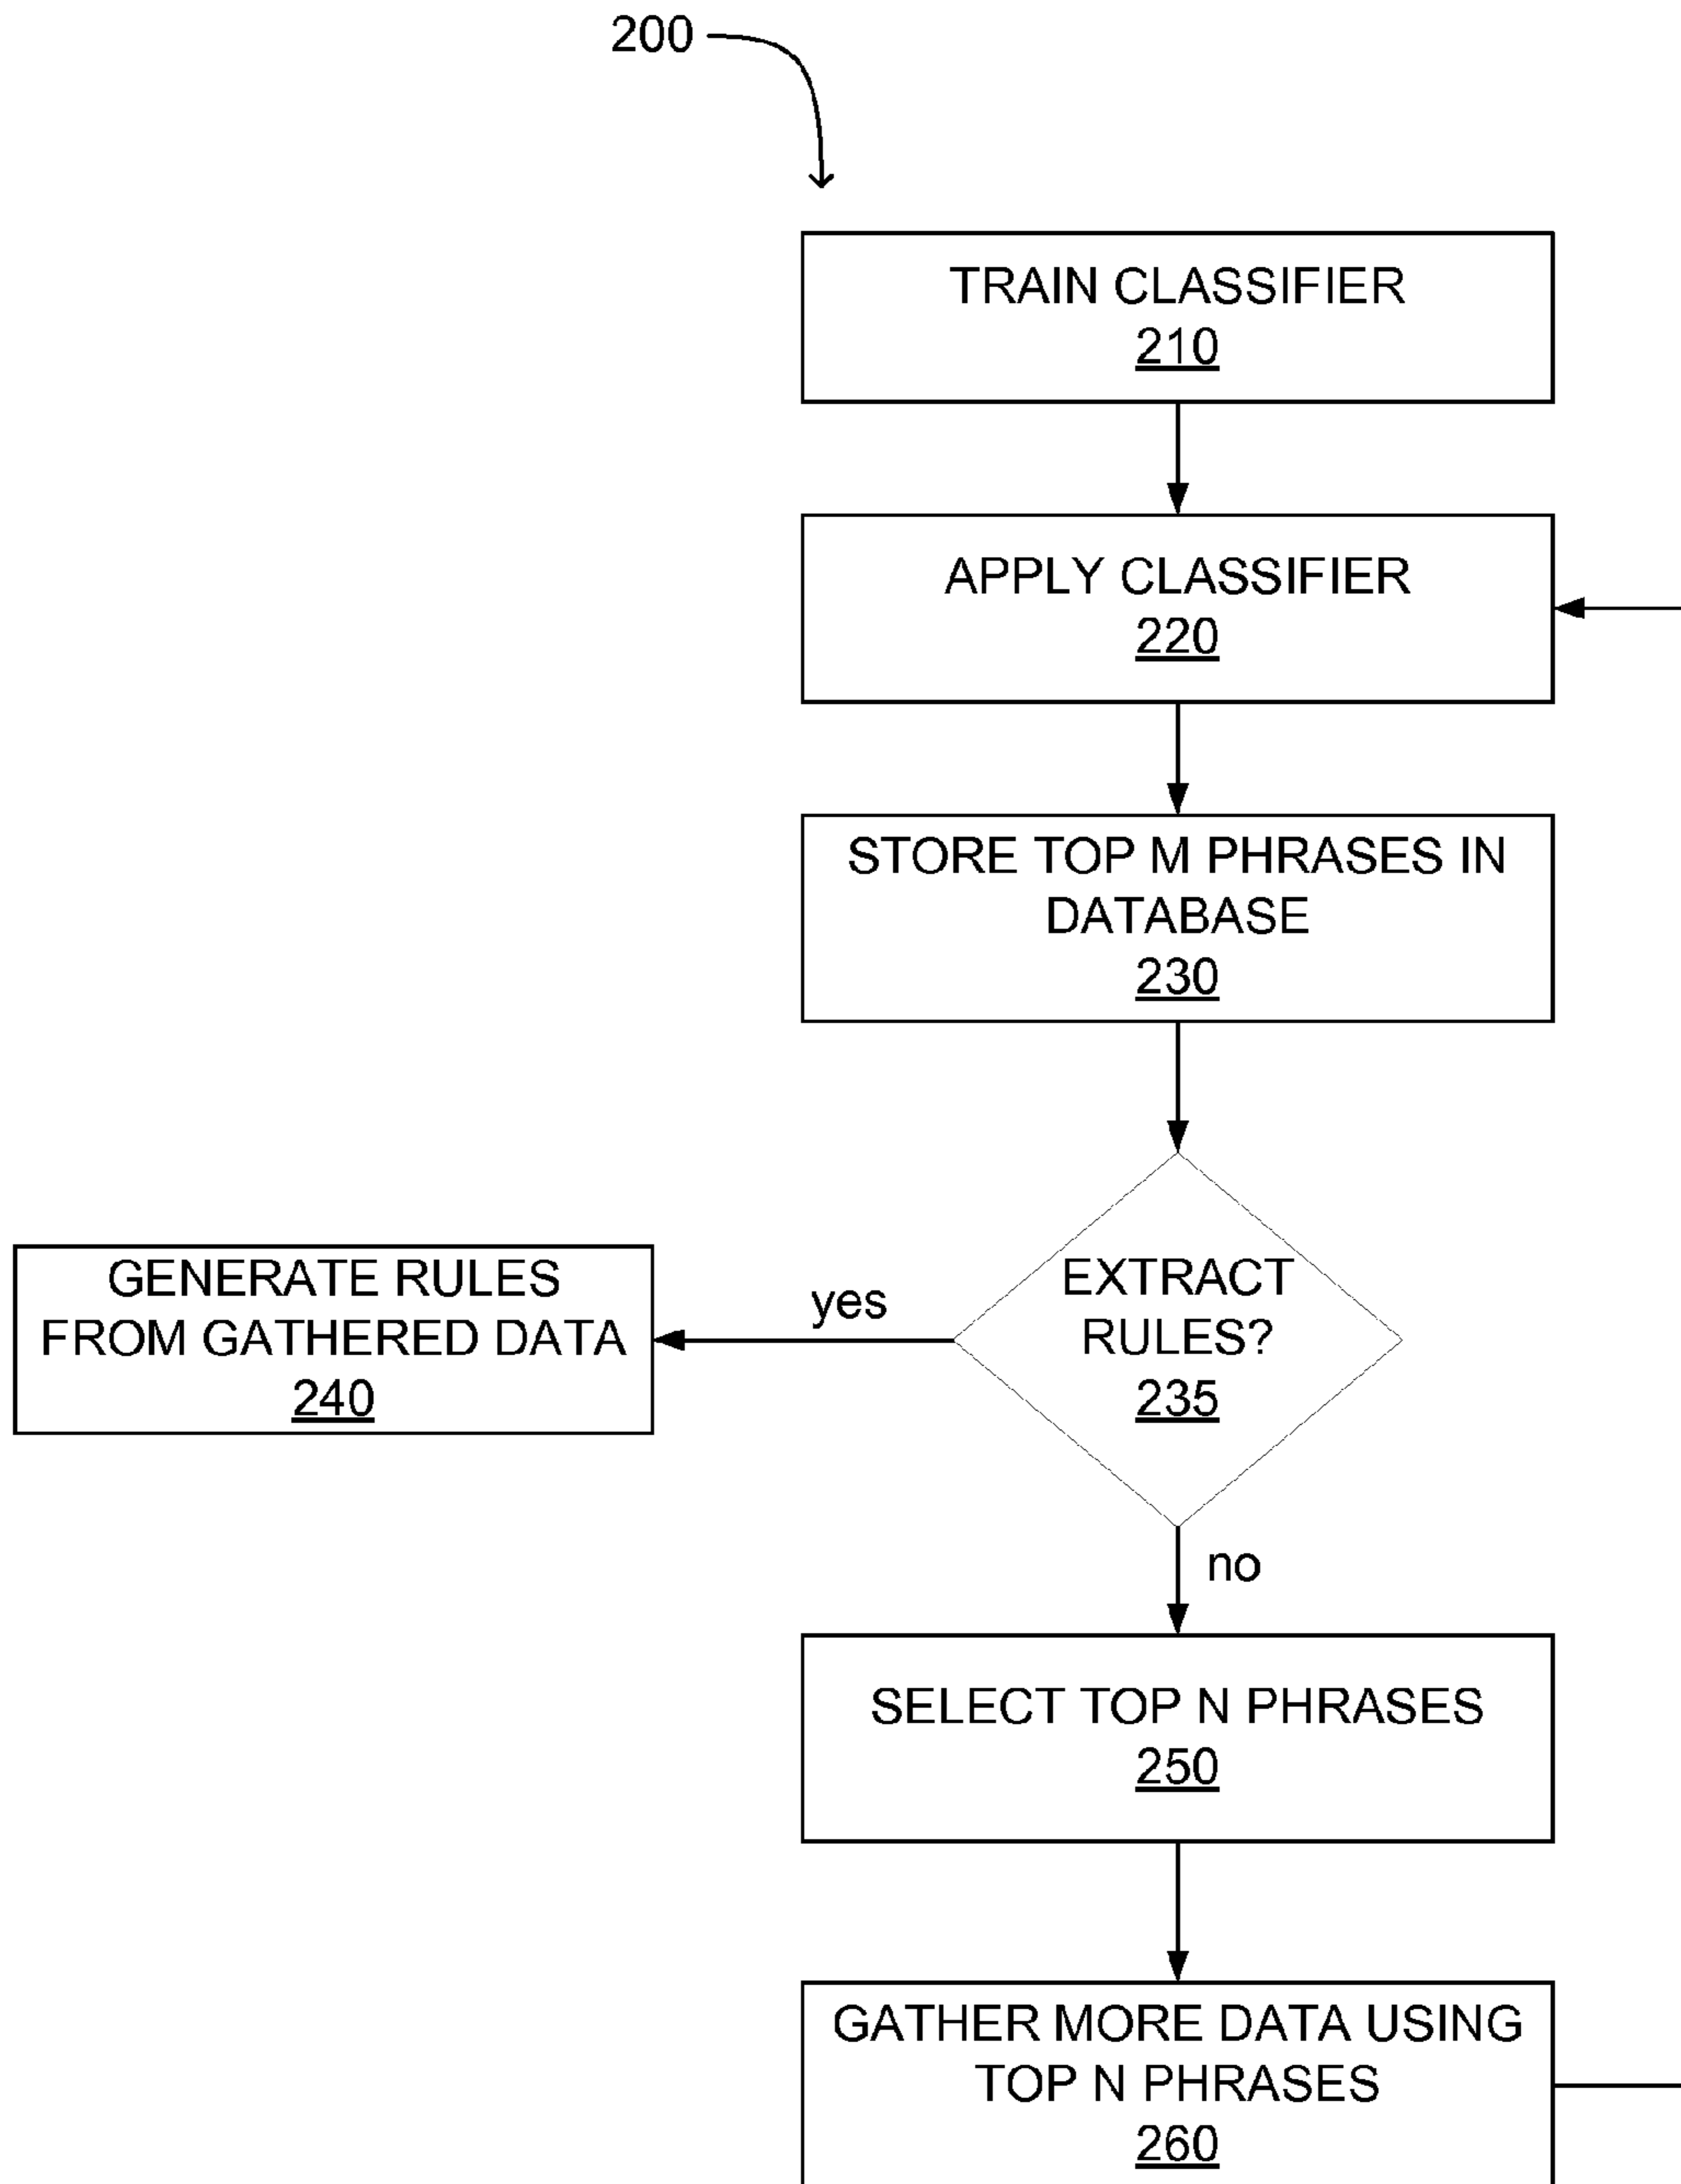 200
TRAIN CLASSIFIER
210
APPLY CLASSIFIER
220
STORE TOP M PHRASES IN
DATABASE
230
EXTRACT
RULES?
235
yes
GENERATE RULES
FROM GATHERED DATA
240
no
SELECT TOP N PHRASES
250
GATHER MORE DATA USING
TOP N PHRASES
260